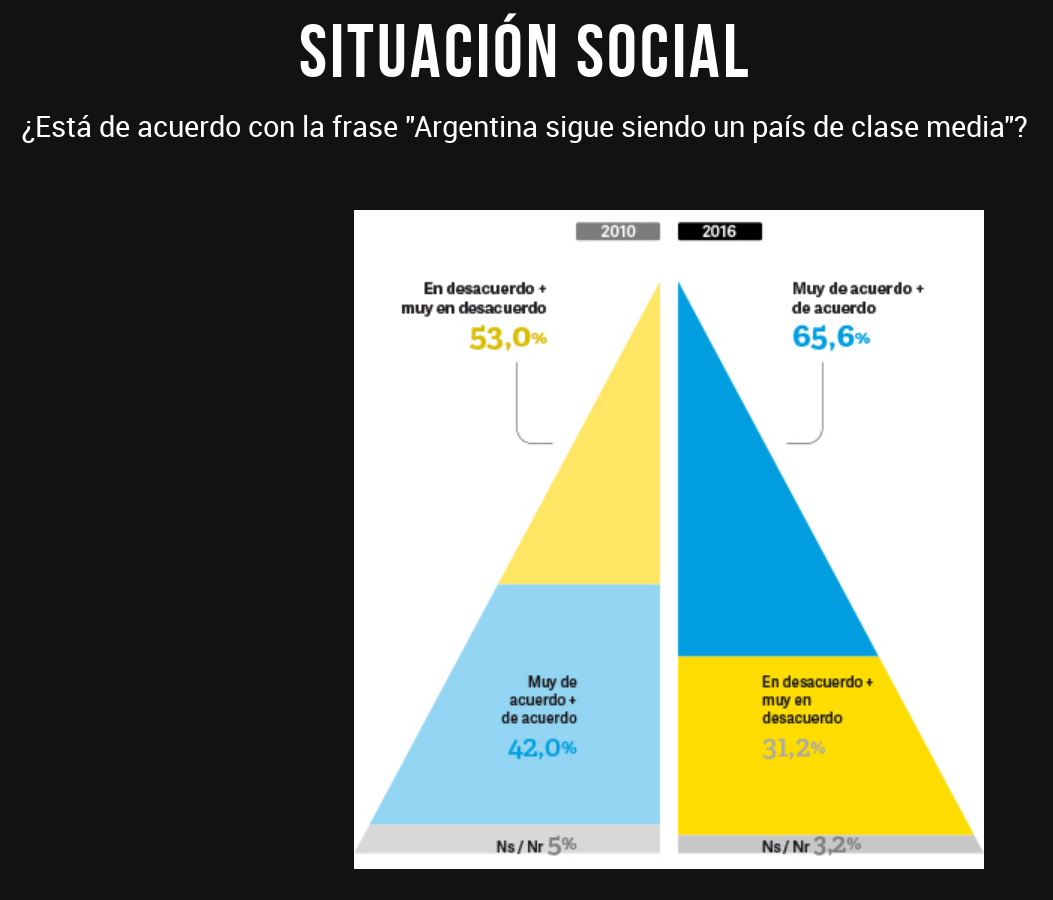 SITUACIÓN SOCIAL
¿Está de acuerdo con la frase "Argentina sigue siendo un país de clase media"?
2010
2016
En desacuerdo +
muy en desacuerdo
53,0%
Muy de acuerdo +
de acuerdo
65,6%
Muy de
acuerdo +
de acuerdo
42,0%
En desacuerdo +
muy en
desacuerdo
31,2%
Ns / Nr 5%
Ns / Nr 3,2%